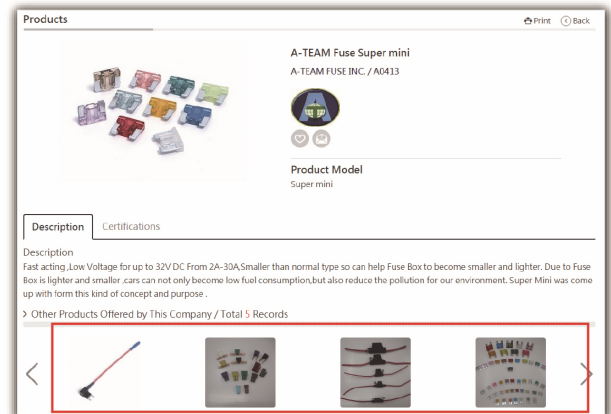 Products
Print
Back
A-TEAM Fuse Super mini
A-TEAM FUSE INC. / A0413
Product Model
Super mini
Description
Certifications
Description
Fast acting ,Low Voltage for up to 32V DC From 2A-30A,Smaller than normal type so can help Fuse Box to become smaller and lighter. Due to Fuse
Box is lighter and smaller ,cars can not only become low fuel consumption,but also reduce the pollution for our environment. Super Mini was come
up with form this kind of concept and purpose .
Other Products Offered by This Company / Total 5 Records